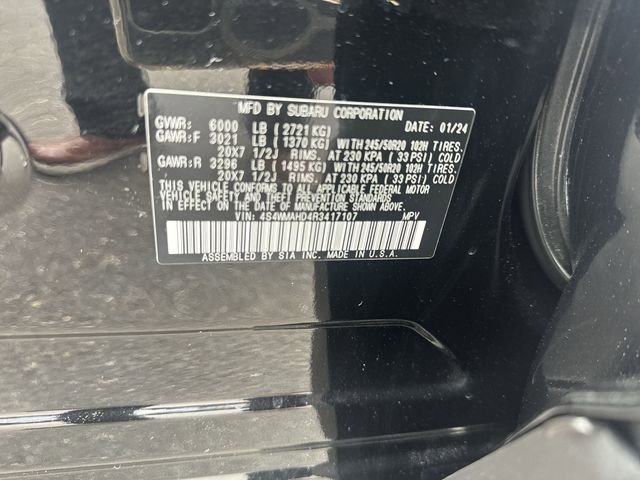 MFD BY SUBARU CORPORATION
GVWR: 6000 LB ( 2721 KG) DATE: 01/24
GAWR:F 3021 LB ( 1370 KG) WITH 245/50R20 102H TIRES.
20X7 1/2J RIMS. AT 230 KPA ( 33 PSI) COLD
GAWR:R 3296 LB ( 1495 KG) WITH 245/50R20 102H TIRES.
20X7 1/2J RIMS. AT 230 KPA ( 33 PSI) COLD
THIS VEHICLE CONFORMS TO ALL APPLICABLE FEDERAL MOTOR
VEHICLE SAFETY AND THEFT PREVENTION STANDARDS
IN EFFECT ON THE DATE OF MANUFACTURE SHOWN ABOVE.
VIN: 4S4WMAHD4R3417107 MPV
ASSEMBLED BY SIA INC. MADE IN U.S.A.